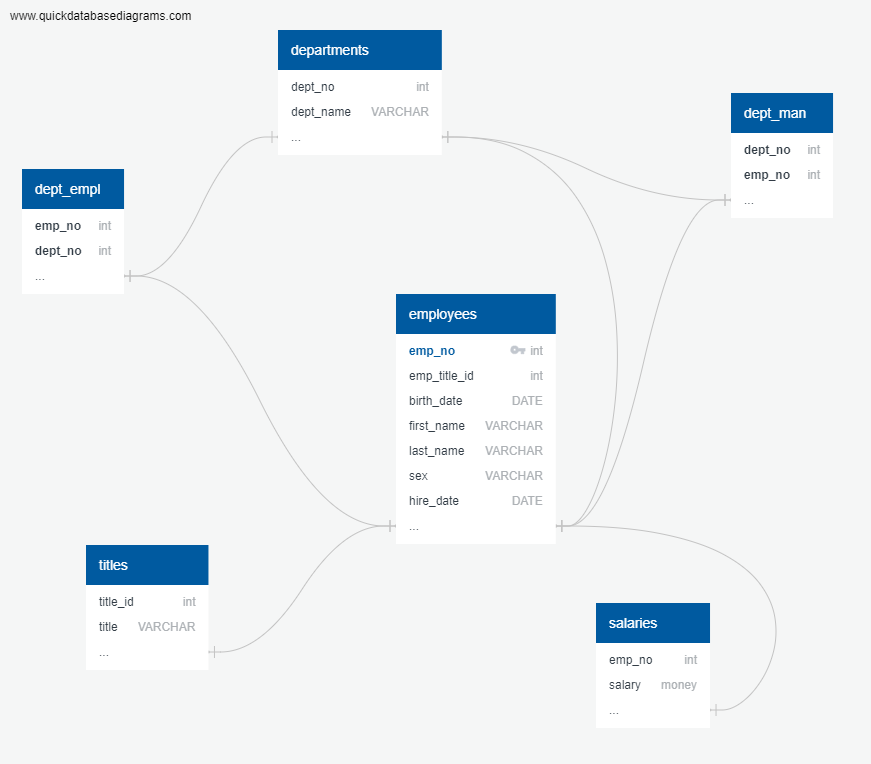 www.quickdatabasediagrams.com
departments
dept_no int
dept_name VARCHAR
...
dept_man
dept_no int
emp_no int
...
dept_empl
emp_no int
dept_no int
...
employees
emp_no int
emp_title_id int
birth_date DATE
first_name VARCHAR
last_name VARCHAR
sex VARCHAR
hire_date DATE
...
titles
title_id int
title VARCHAR
...
salaries
emp_no int
salary money
...